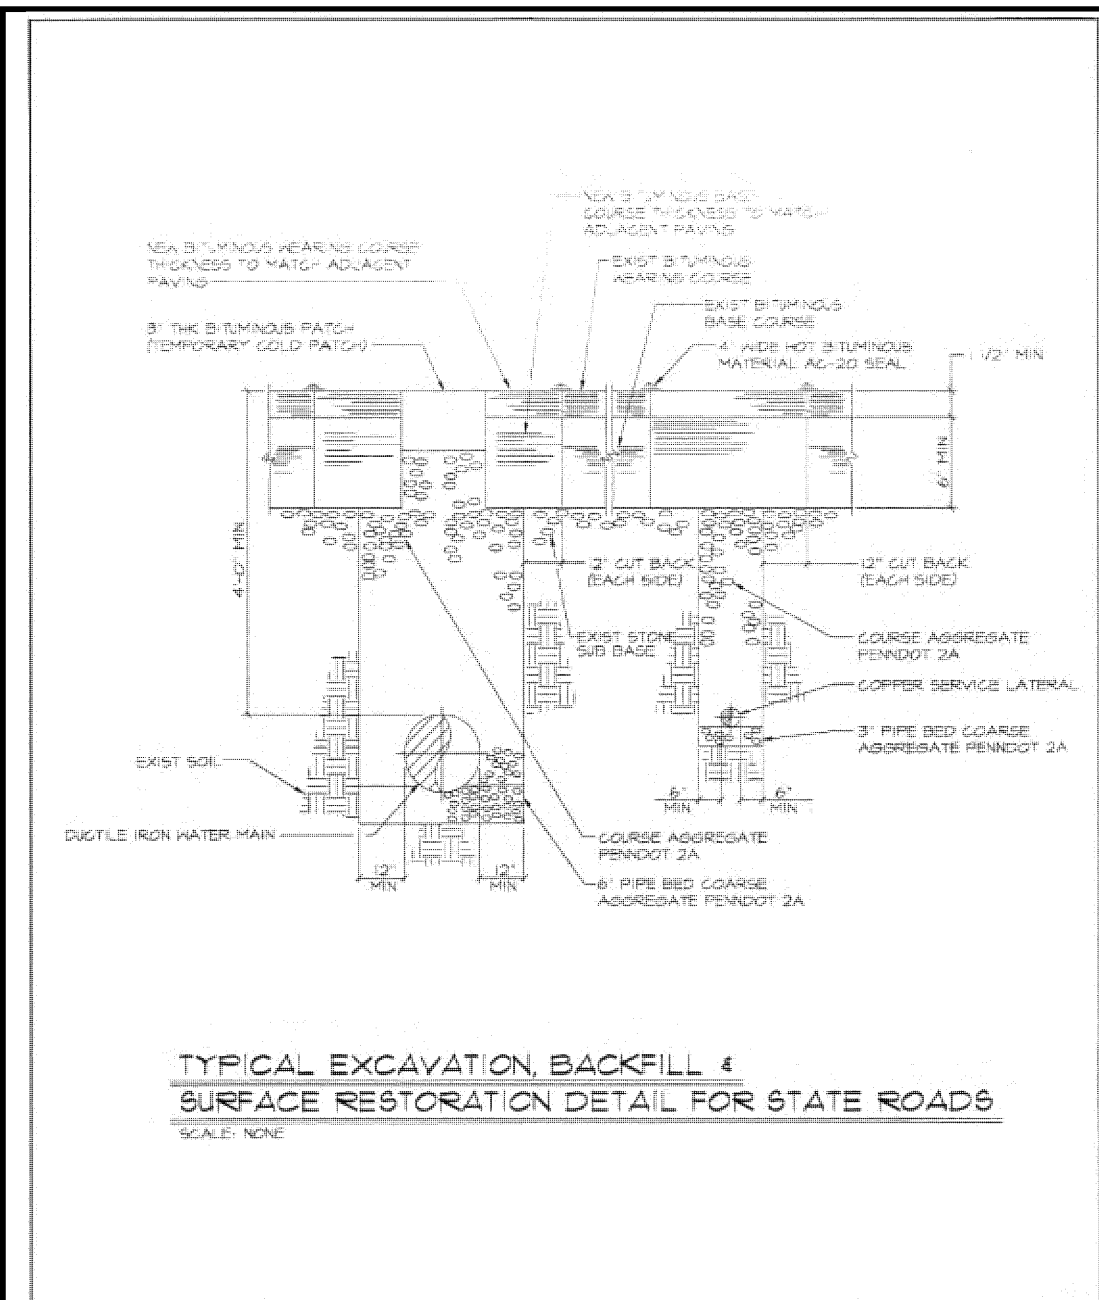 NEW BITUMINOUS BASE
COURSE THICKNESS TO MATCH
ADJACENT PAVING
NEW BITUMINOUS WEARING COURSE
THICKNESS TO MATCH ADJACENT
PAVING
EXIST BITUMINOUS
WEARING COURSE
EXIST BITUMINOUS
BASE COURSE
3" THK BITUMINOUS PATCH
(TEMPORARY COLD PATCH)
4" WIDE HOT BITUMINOUS
MATERIAL AC-20 SEAL
1 1/2" MIN
6" MIN
4'-0" MIN
12" CUT BACK
(EACH SIDE)
12" CUT BACK
(EACH SIDE)
EXIST STONE
SUB BASE
COURSE AGGREGATE
PENNDOT 2A
COPPER SERVICE LATERAL
3" PIPE BED COARSE
AGGREGATE PENNDOT 2A
EXIST SOIL
6"
MIN
6"
MIN
DUCTILE IRON WATER MAIN
COURSE AGGREGATE
PENNDOT 2A
12"
MIN
12"
MIN
6" PIPE BED COARSE
AGGREGATE PENNDOT 2A
TYPICAL EXCAVATION, BACKFILL &
SURFACE RESTORATION DETAIL FOR STATE ROADS
SCALE: NONE